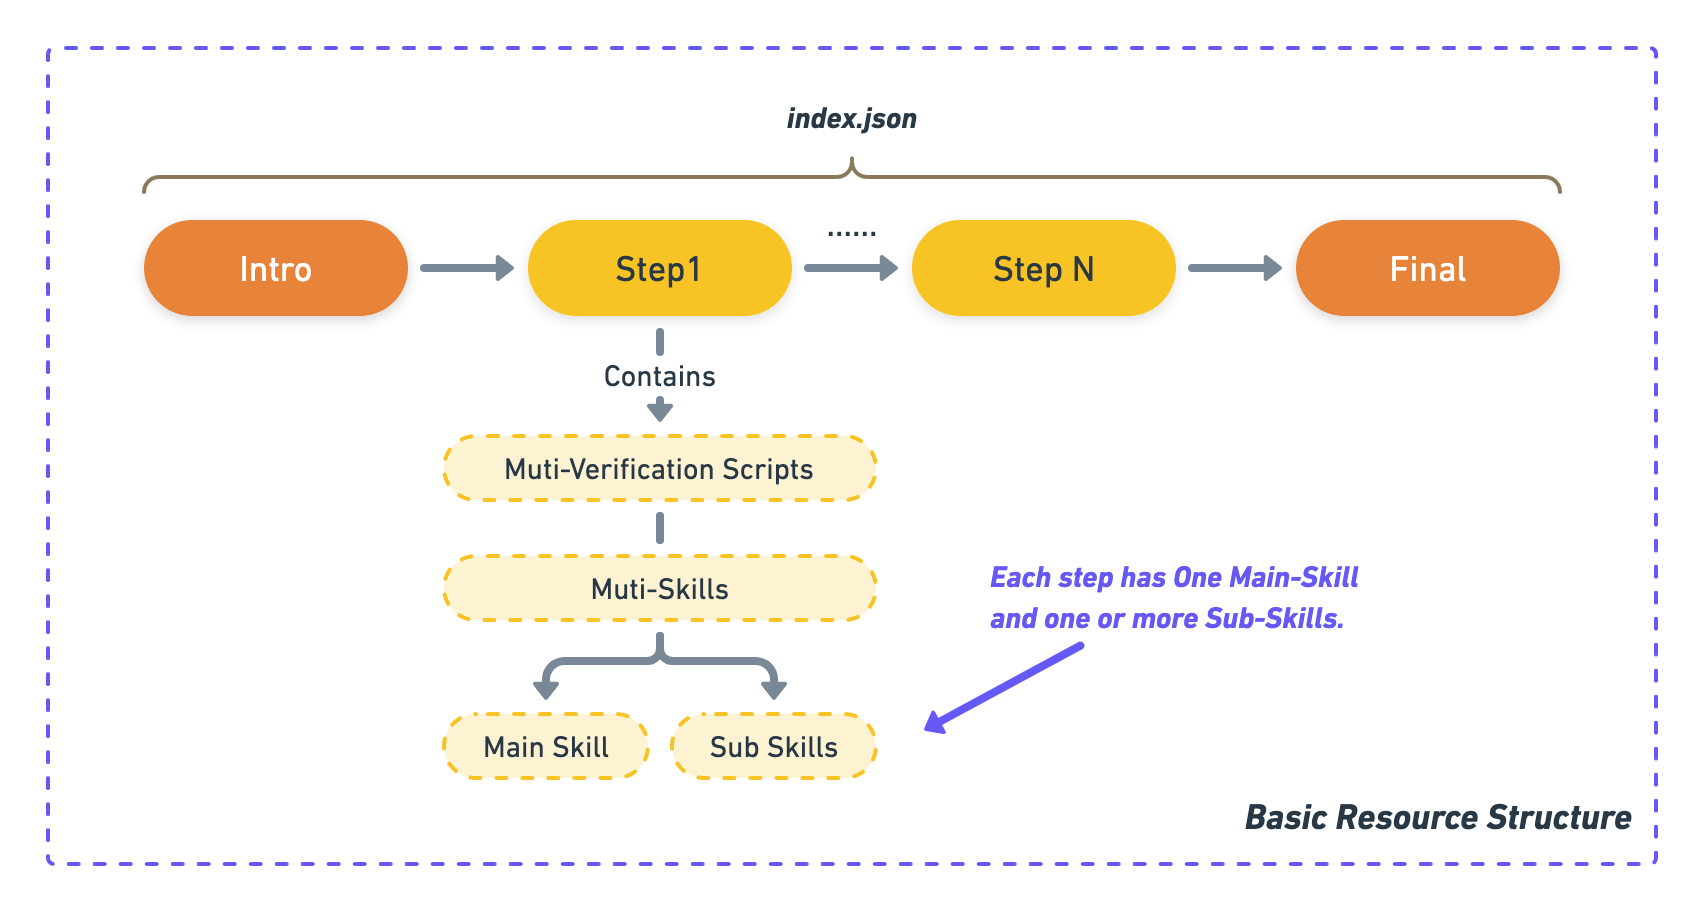 index.json
Intro
Step1
......
Step N
Final
Contains
Muti-Verification Scripts
Muti-Skills
Each step has One Main-Skill
and one or more Sub-Skills.
Main Skill
Sub Skills
Basic Resource Structure